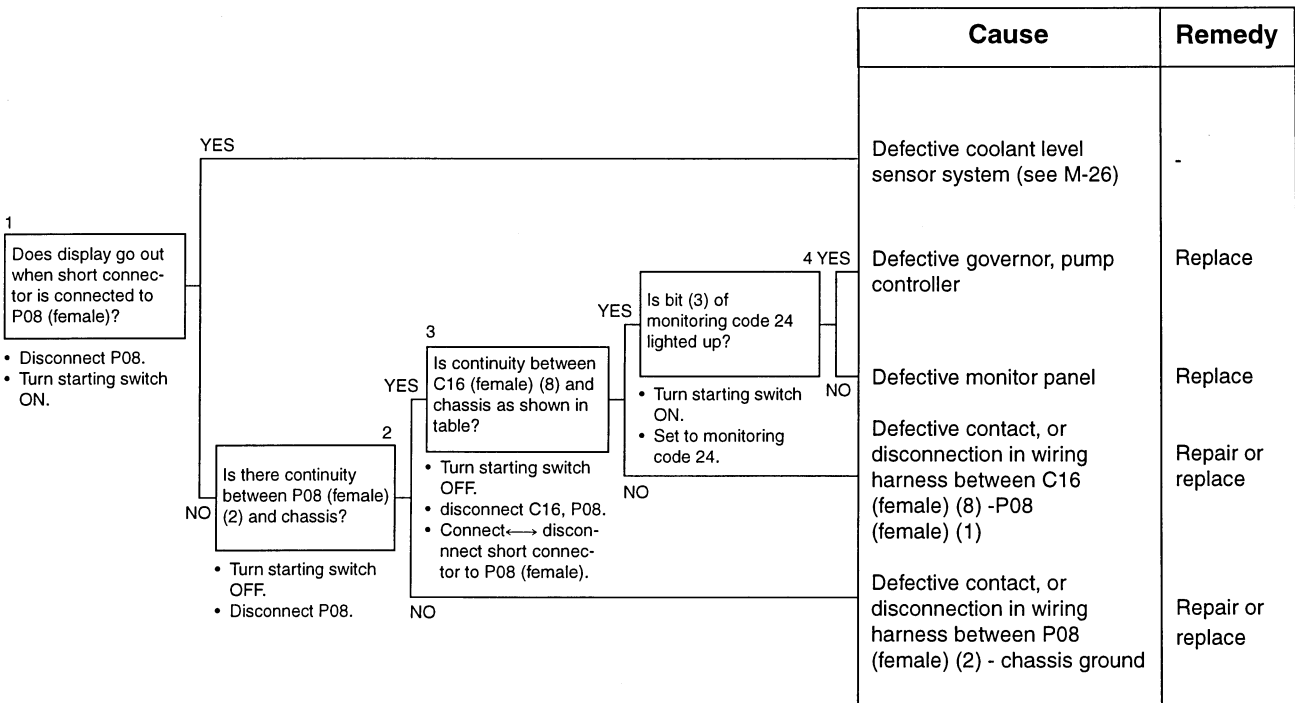 Cause
Remedy
YES
Defective coolant level
sensor system (see M-26)
-
1
Does display go out
when short connec-
tor is connected to
P08 (female)?
• Disconnect P08.
• Turn starting switch
ON.
NO
2
Is there continuity
between P08 (female)
(2) and chassis?
• Turn starting switch
OFF.
• Disconnect P08.
YES
3
Is continuity between
C16 (female) (8) and
chassis as shown in
table?
• Turn starting switch
OFF.
• disconnect C16, P08.
• Connect←→ discon-
nnect short connec-
tor to P08 (female).
NO
YES
Is bit (3) of
monitoring code 24
lighted up?
• Turn starting switch
ON.
• Set to monitoring
code 24.
NO
4 YES
Defective governor, pump
controller
Replace
NO
Defective monitor panel
Replace
Defective contact, or
disconnection in wiring
harness between C16
(female) (8) -P08
(female) (1)
Repair or
replace
Defective contact, or
disconnection in wiring
harness between P08
(female) (2) - chassis ground
Repair or
replace